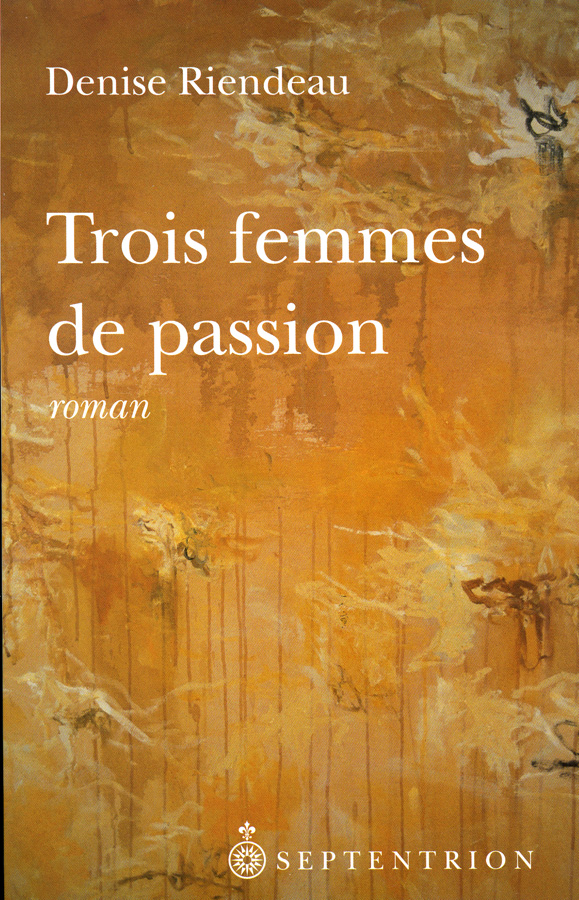 Denise Riendeau
Trois femmes
de passion
roman
SEPTENTRION